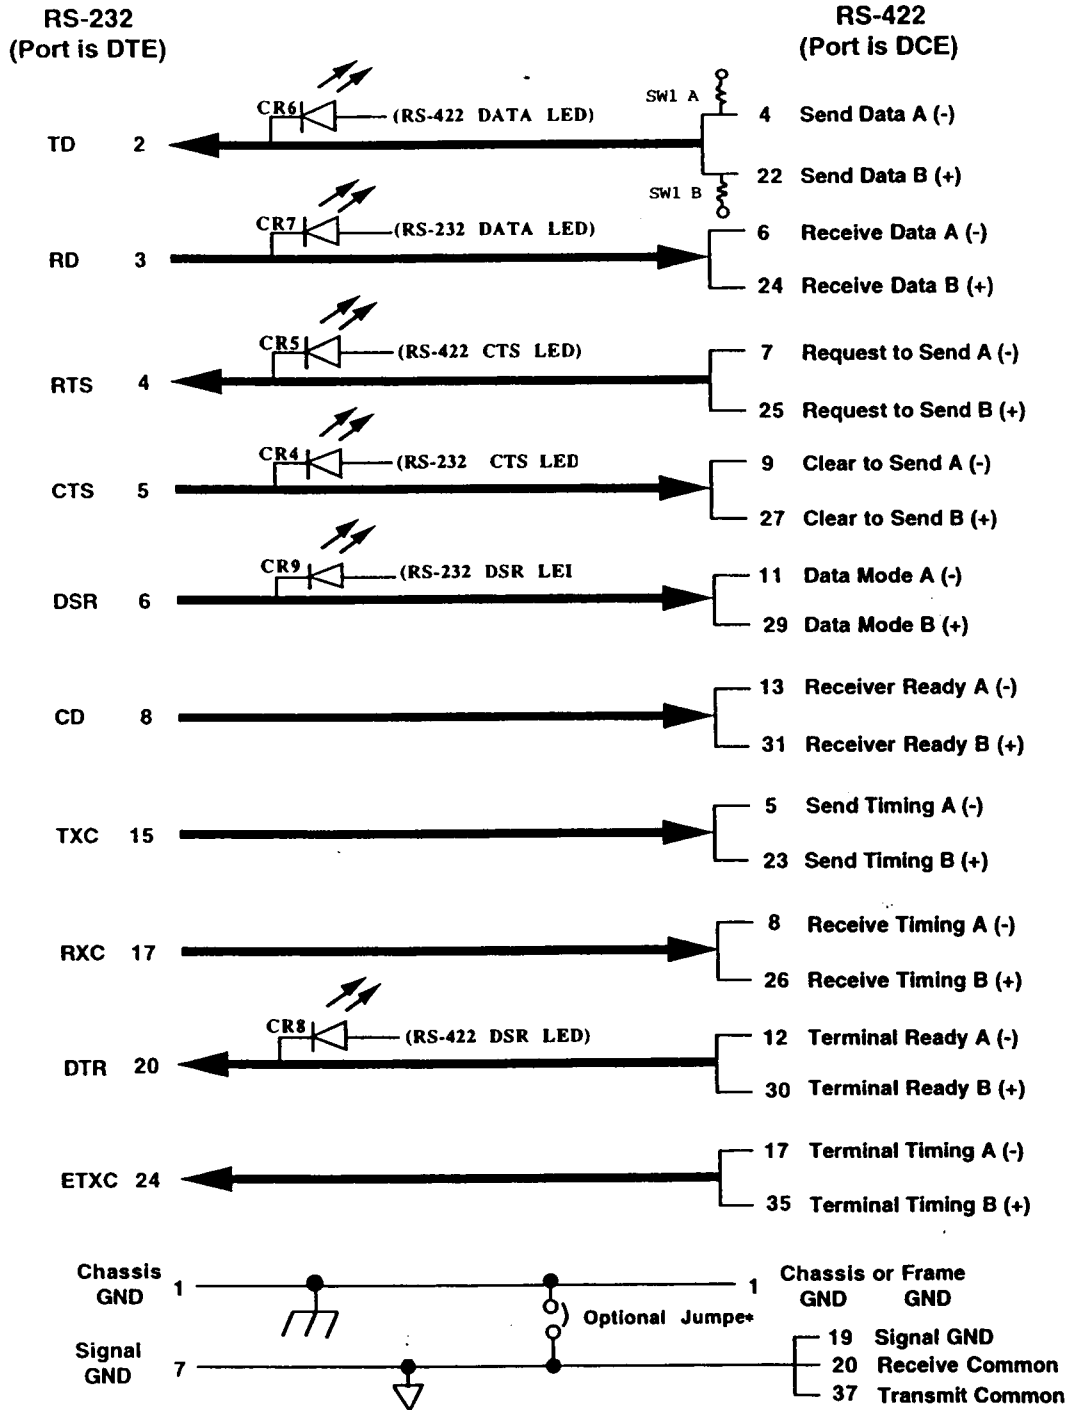 RS-232 RS-422
(Port is DTE) (Port is DCE)
CR6 (RS-422 DATA LED) SW1 A 4 Send Data A (-)
TD 2
SW1 B 22 Send Data B (+)
CR7 (RS-232 DATA LED) 6 Receive Data A (-)
RD 3
24 Receive Data B (+)
CR5 (RS-422 CTS LED) 7 Request to Send A (-)
RTS 4
25 Request to Send B (+)
CR4 (RS-232 CTS LED 9 Clear to Send A (-)
CTS 5
27 Clear to Send B (+)
CR9 (RS-232 DSR LEI 11 Data Mode A (-)
DSR 6
29 Data Mode B (+)
13 Receiver Ready A (-)
CD 8
31 Receiver Ready B (+)
5 Send Timing A (-)
TXC 15
23 Send Timing B (+)
8 Receive Timing A (-)
RXC 17
26 Receive Timing B (+)
CR8 (RS-422 DSR LED) 12 Terminal Ready A (-)
DTR 20
30 Terminal Ready B (+)
17 Terminal Timing A (-)
ETXC 24
35 Terminal Timing B (+)
Chassis 1 1 Chassis or Frame
GND GND GND
Optional Jumpe
19 Signal GND
Signal 7 20 Receive Common
GND
37 Transmit Common